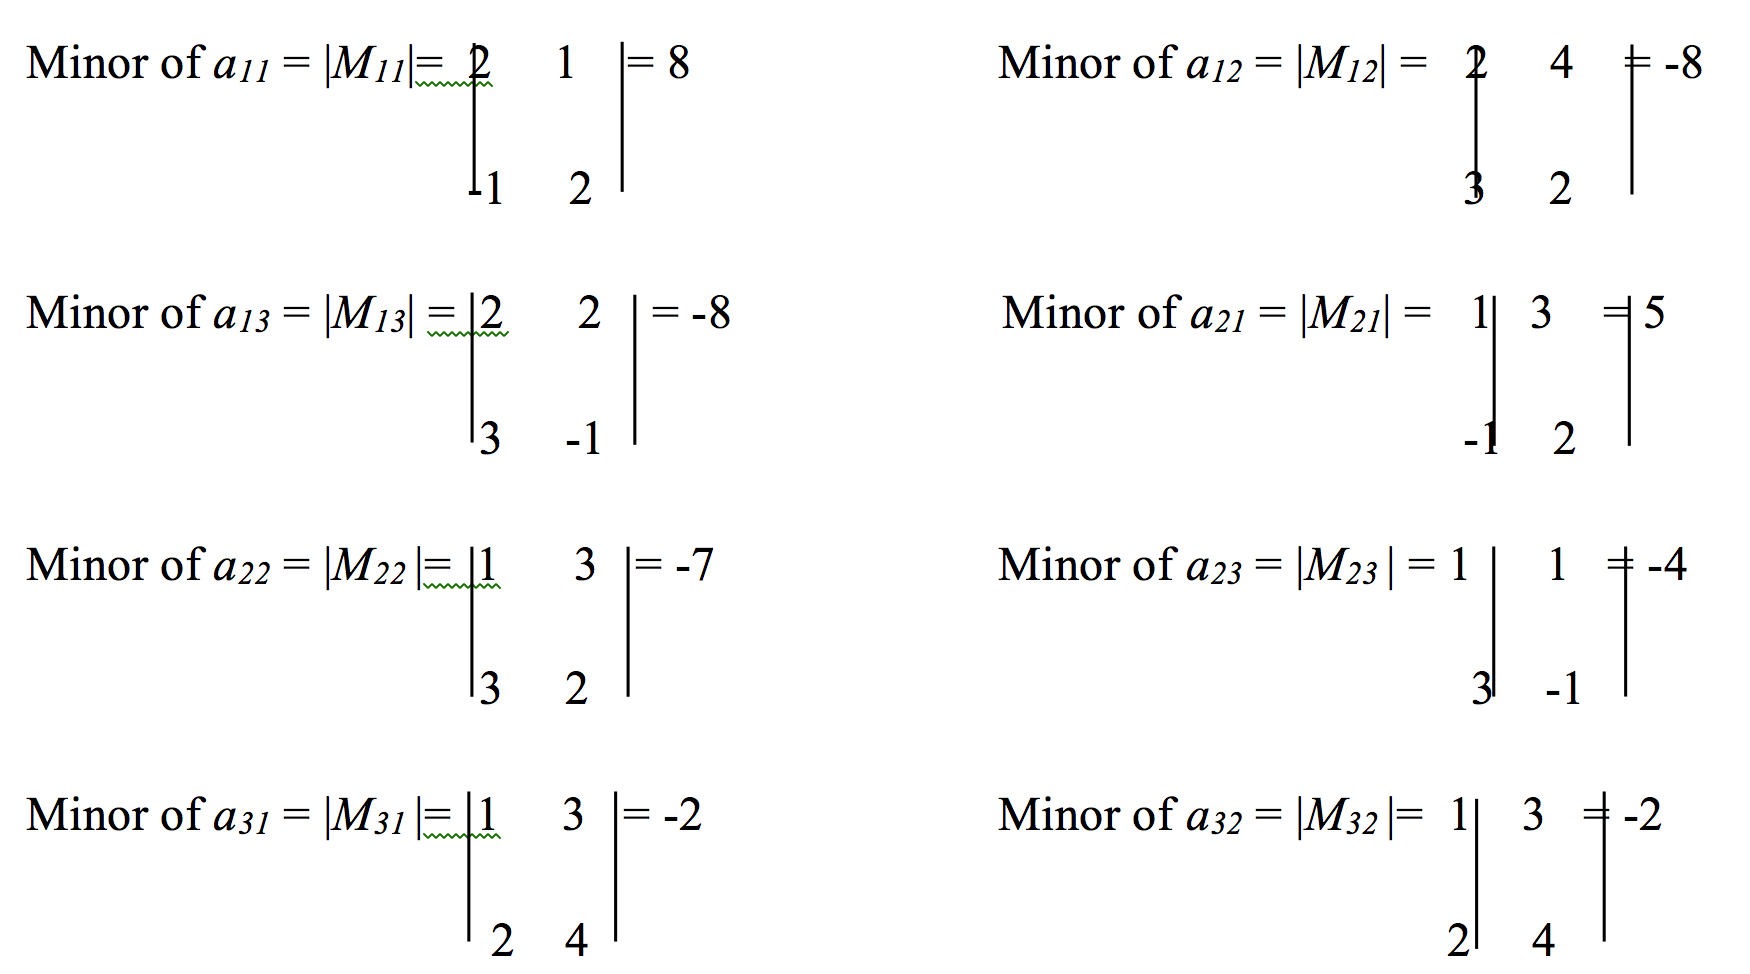 Minor of a11 = |M11|= |2 1 |= 8 Minor of a12 = |M12| = |2 4 |= -8
-1 2 3 2
Minor of a13 = |M13| = |2 2 | = -8 Minor of a21 = |M21| = 1| 3 =| 5
3 -1 -1 2
Minor of a22 = |M22 |= |1 3 |= -7 Minor of a23 = |M23 | = 1 | 1 =| -4
3 2 3 -1
Minor of a31 = |M31 |= |1 3 |= -2 Minor of a32 = |M32 |= 1| 3 =| -2
2 4 2 4